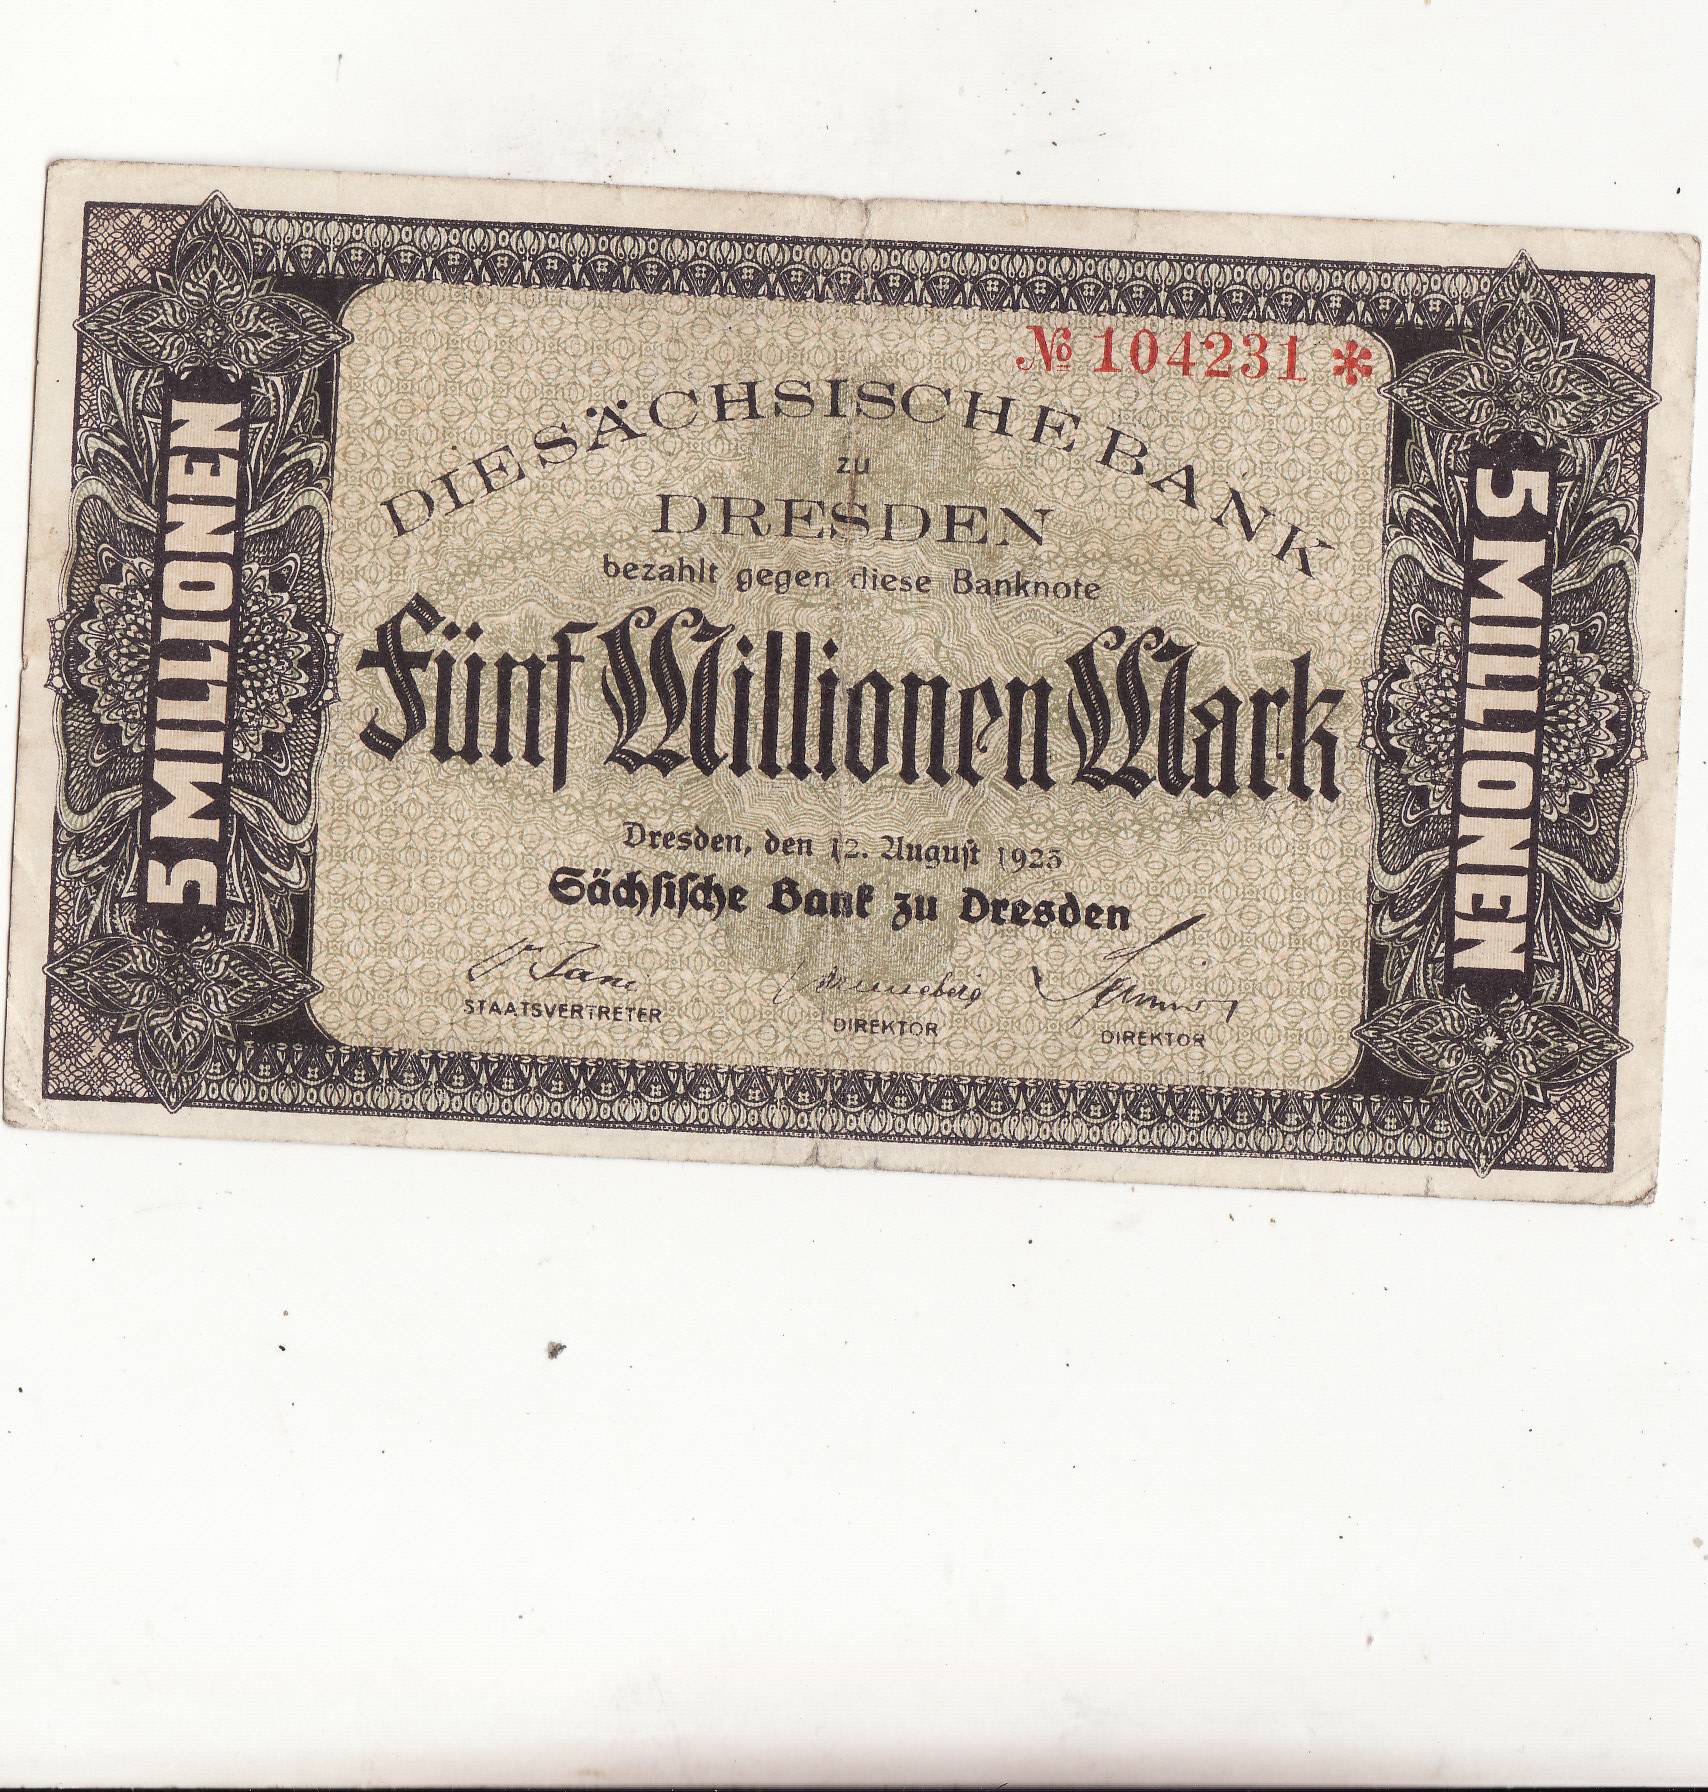 № 104231 *
DIE SÄCHSISCHE BANK
zu
DRESDEN
bezahlt gegen diese Banknote
Fünf Millionen Mark
Dresden, den 12. August 1923
Sächsische Bank zu Dresden
STAATSVERTRETER
DIREKTOR
DIREKTOR
5 MILLIONEN
5 MILLIONEN